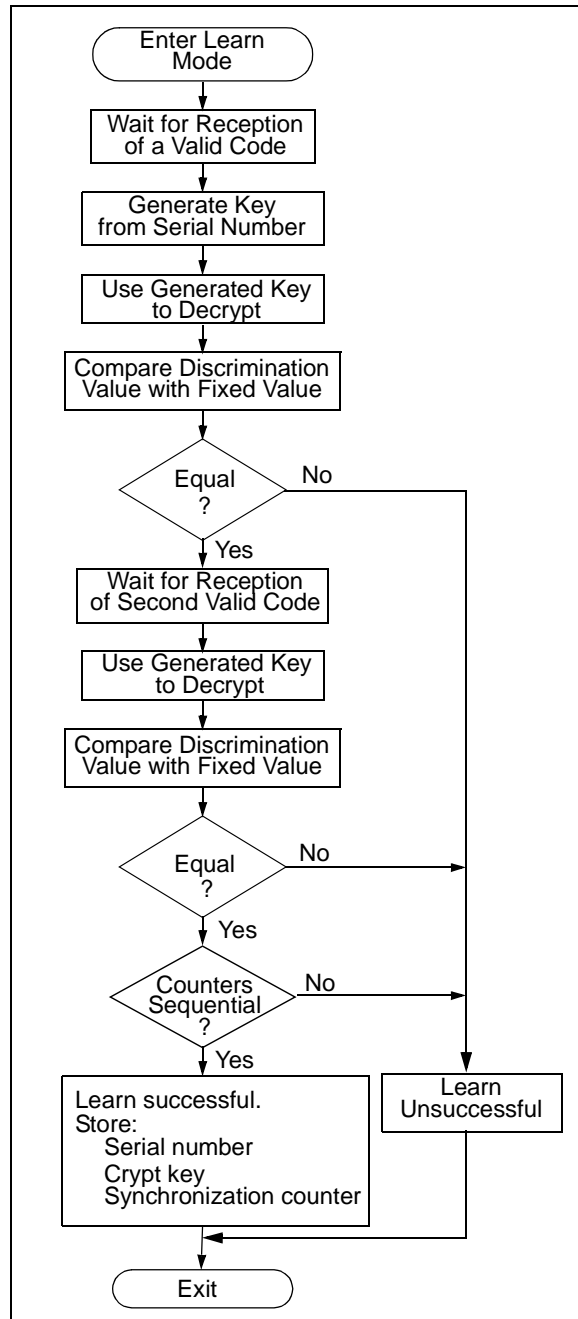 Enter Learn
Mode
Wait for Reception
of a Valid Code
Generate Key
from Serial Number
Use Generated Key
to Decrypt
Compare Discrimination
Value with Fixed Value
Equal
?
No
Yes
Wait for Reception
of Second Valid Code
Use Generated Key
to Decrypt
Compare Discrimination
Value with Fixed Value
Equal
?
No
Yes
Counters
Sequential
?
No
Yes
Learn successful.
Store:
Serial number
Crypt key
Synchronization counter
Learn
Unsuccessful
Exit